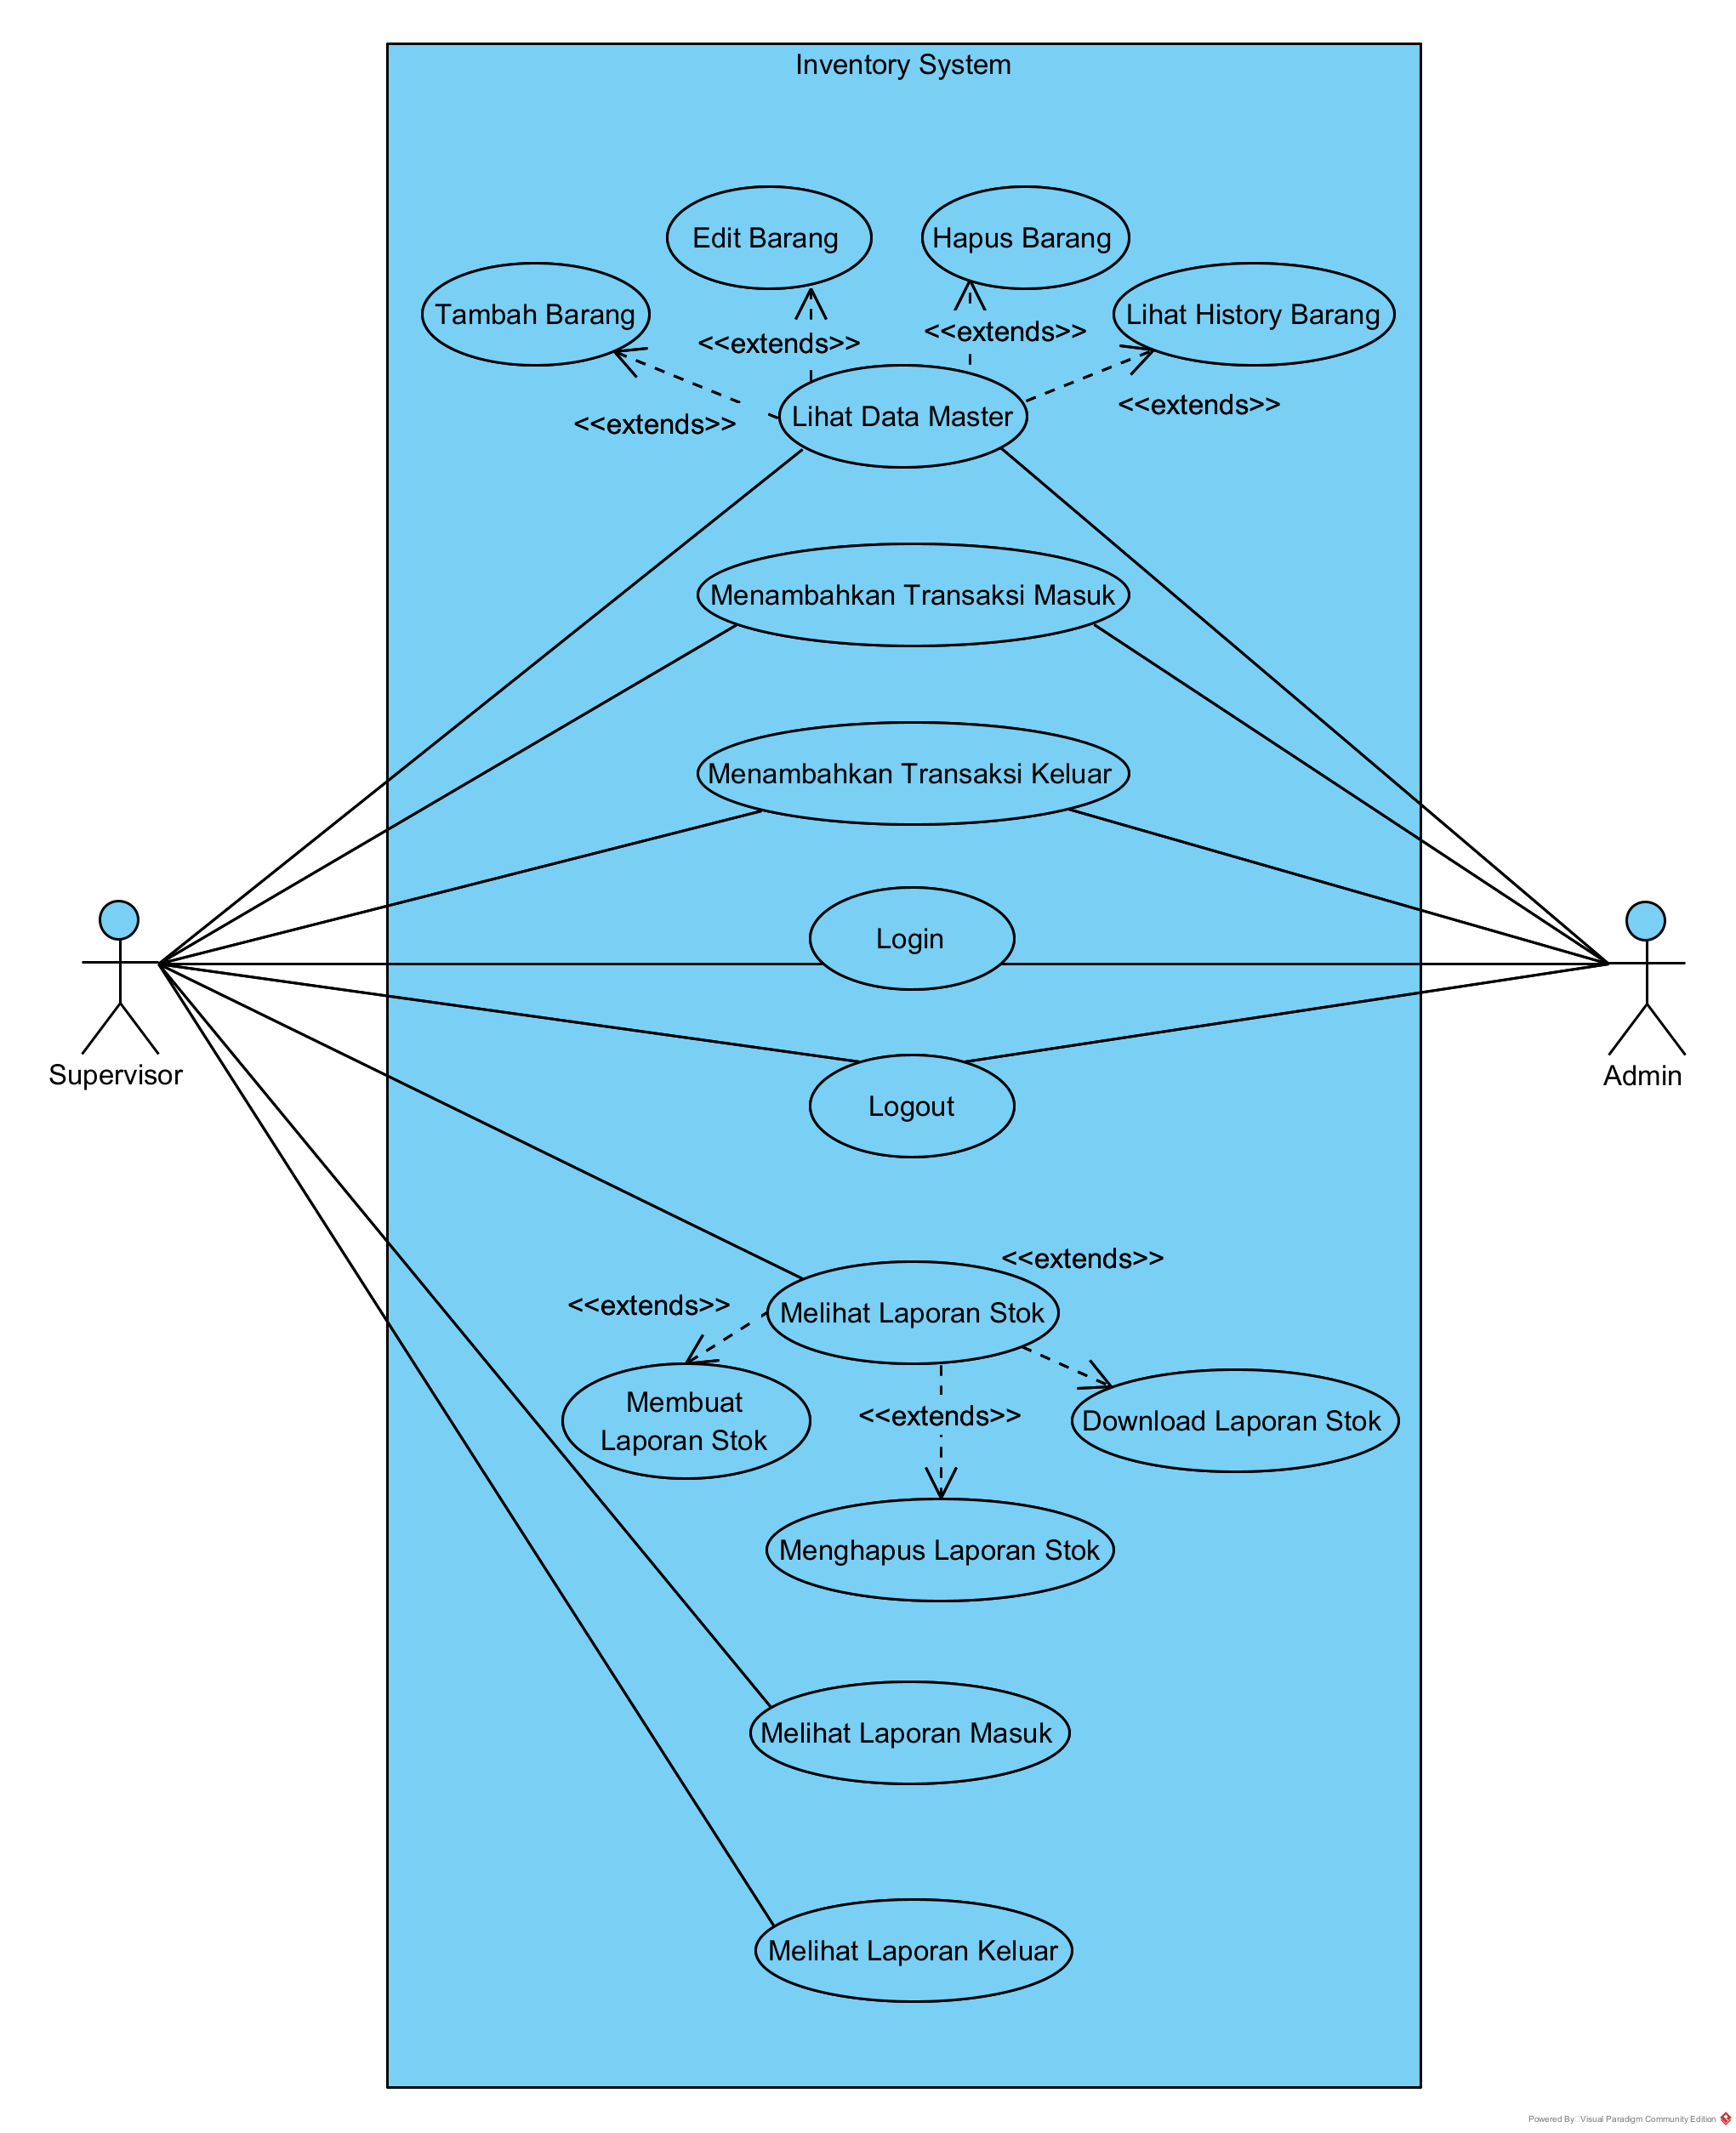 Inventory System
Edit Barang
Hapus Barang
Tambah Barang
Lihat History Barang
<<extends>>
<<extends>>
<<extends>>
<<extends>>
Lihat Data Master
Menambahkan Transaksi Masuk
Menambahkan Transaksi Keluar
Login
Supervisor
Admin
Logout
<<extends>>
<<extends>>
Melihat Laporan Stok
Membuat
Laporan Stok
<<extends>>
Download Laporan Stok
Menghapus Laporan Stok
Melihat Laporan Masuk
Melihat Laporan Keluar
Powered By Visual Paradigm Community Edition